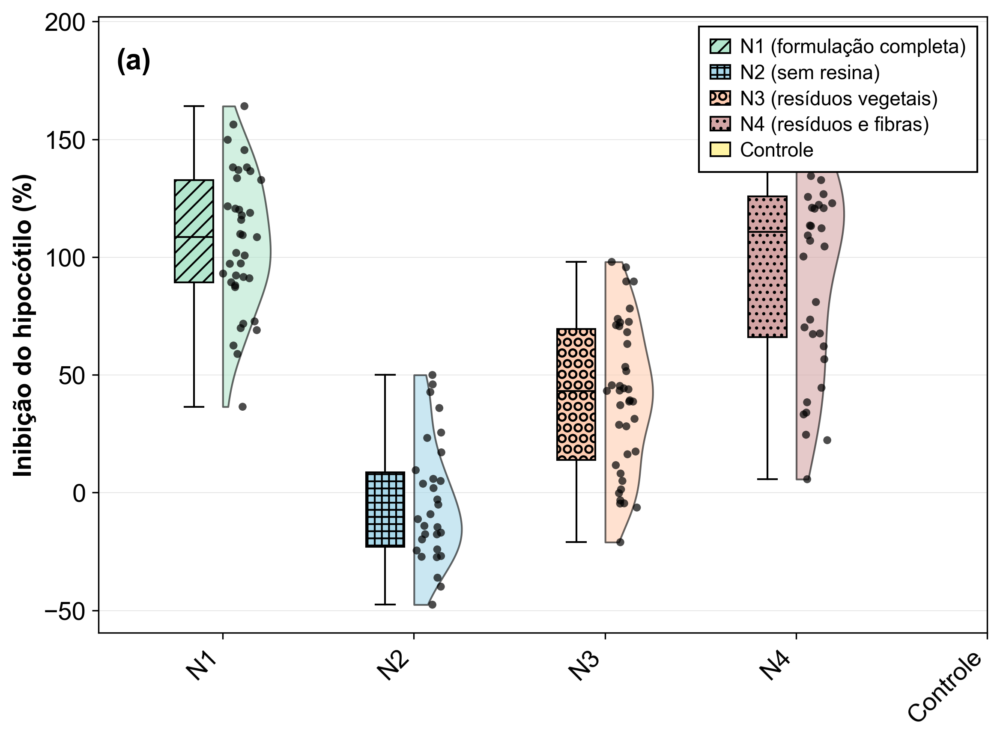 (a)
N1 (formulação completa)
N2 (sem resina)
N3 (resíduos vegetais)
N4 (resíduos e fibras)
Controle
Inibição do hipocótilo (%)
200
150
100
50
0
−50
N1
N2
N3
N4
Controle